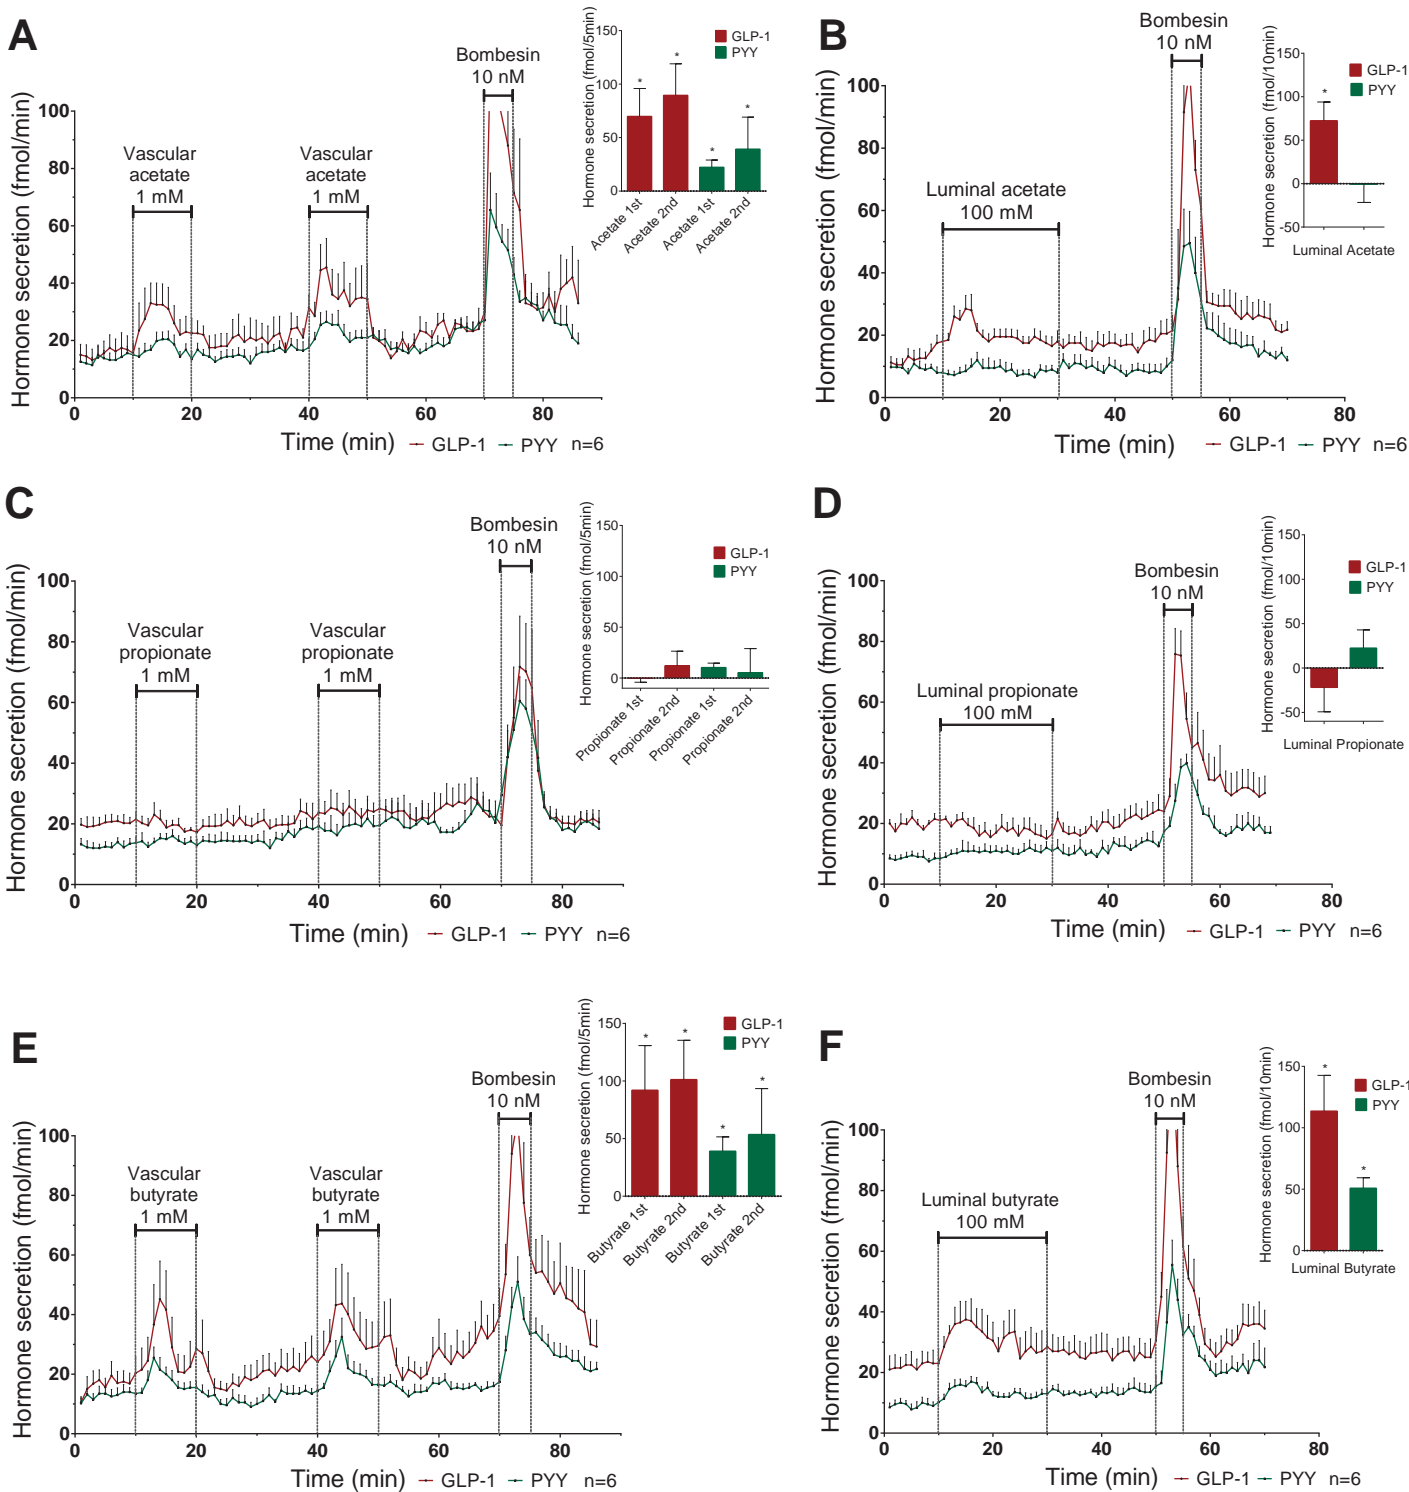 A
Bombesin
10 nM
Vascular
acetate
1 mM
Vascular
acetate
1 mM
Hormone secretion (fmol/min)
100
80
60
40
20
0
0 20 40 60 80
Time (min)
GLP-1 PYY n=6
Hormone secretion (fmol/5min)
150
100
50
0
GLP-1
PYY
* * * *
Acetate 1st
Acetate 2nd
Acetate 1st
Acetate 2nd
B
Bombesin
10 nM
Luminal acetate
100 mM
Hormone secretion (fmol/min)
100
80
60
40
20
0
0 20 40 60 80
Time (min)
GLP-1 PYY n=6
Hormone secretion (fmol/10min)
150
100
50
0
-50
GLP-1
PYY
*
Luminal Acetate
C
Bombesin
10 nM
Vascular
propionate
1 mM
Vascular
propionate
1 mM
Hormone secretion (fmol/min)
100
80
60
40
20
0
0 20 40 60 80
Time (min)
GLP-1 PYY n=6
Hormone secretion (fmol/5min)
150
100
50
0
GLP-1
PYY
Propionate 1st
Propionate 2nd
Propionate 1st
Propionate 2nd
D
Bombesin
10 nM
Luminal propionate
100 mM
Hormone secretion (fmol/min)
100
80
60
40
20
0
0 20 40 60 80
Time (min)
GLP-1 PYY n=6
Hormone secretion (fmol/10min)
150
100
50
0
-50
GLP-1
PYY
Luminal Propionate
E
Bombesin
10 nM
Vascular
butyrate
1 mM
Vascular
butyrate
1 mM
Hormone secretion (fmol/min)
100
80
60
40
20
0
0 20 40 60 80
Time (min)
GLP-1 PYY n=6
Hormone secretion (fmol/5min)
150
100
50
0
GLP-1
PYY
* * * *
Butyrate 1st
Butyrate 2nd
Butyrate 1st
Butyrate 2nd
F
Bombesin
10 nM
Luminal butyrate
100 mM
Hormone secretion (fmol/min)
100
80
60
40
20
0
0 20 40 60 80
Time (min)
GLP-1 PYY n=6
Hormone secretion (fmol/10min)
150
100
50
0
GLP-1
PYY
* *
Luminal Butyrate